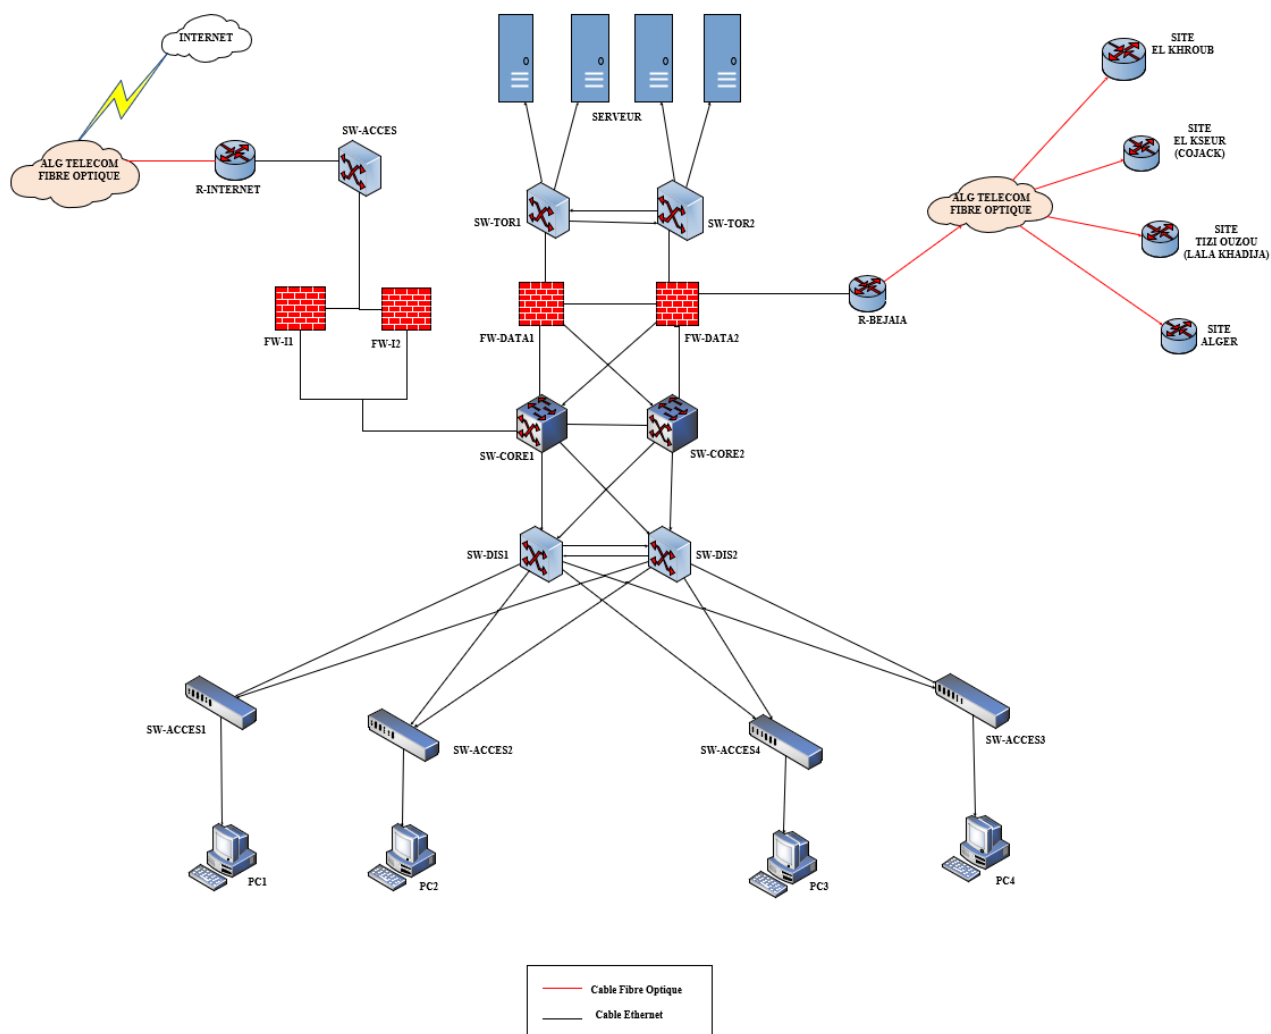 INTERNET
ALG TELECOM
FIBRE OPTIQUE
R-INTERNET
SW-ACCES
SERVEUR
SW-TOR1
SW-TOR2
SITE
EL KHROUB
SITE
EL KSEUR
(COJACK)
ALG TELECOM
FIBRE OPTIQUE
SITE
TIZI OUZOU
(LALA KHADIJA)
R-BEJAIA
SITE
ALGER
FW-I1
FW-I2
FW-DATA1
FW-DATA2
SW-CORE1
SW-CORE2
SW-DIS1
SW-DIS2
SW-ACCES1
SW-ACCES2
SW-ACCES4
SW-ACCES3
PC1
PC2
PC3
PC4
Cable Fibre Optique
Cable Ethernet